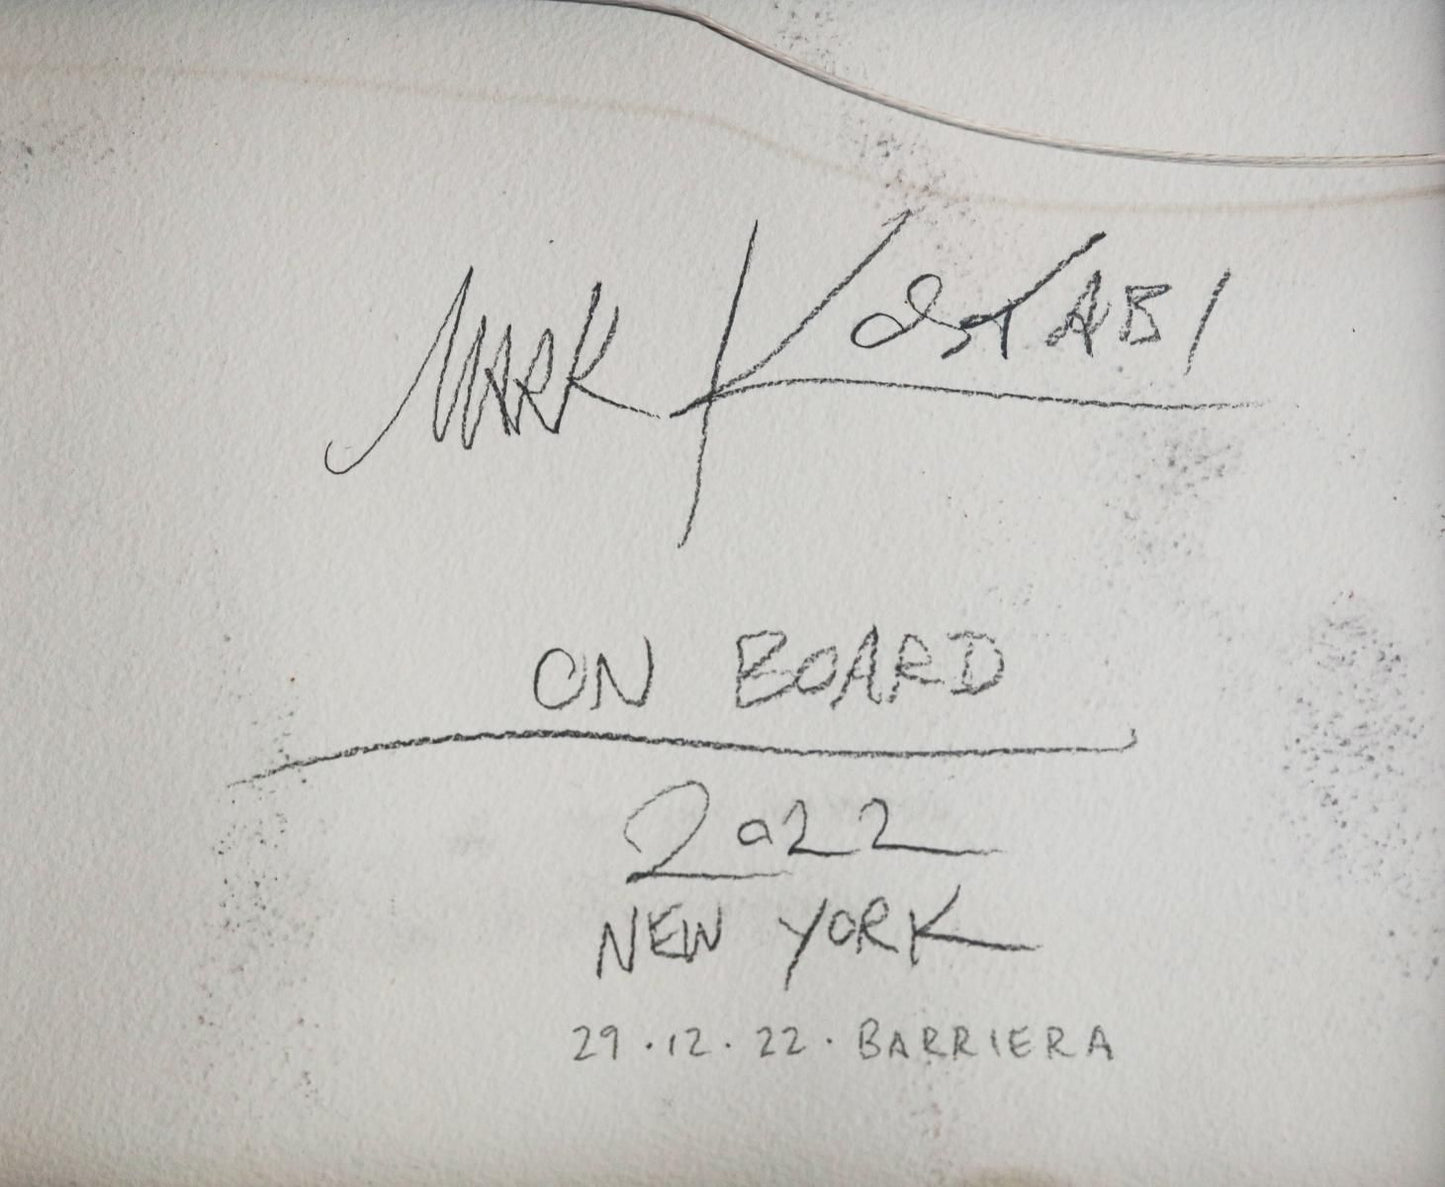 MARK KOSTABI
ON BOARD
2022
NEW YORK
29.12.22.BARRIERA